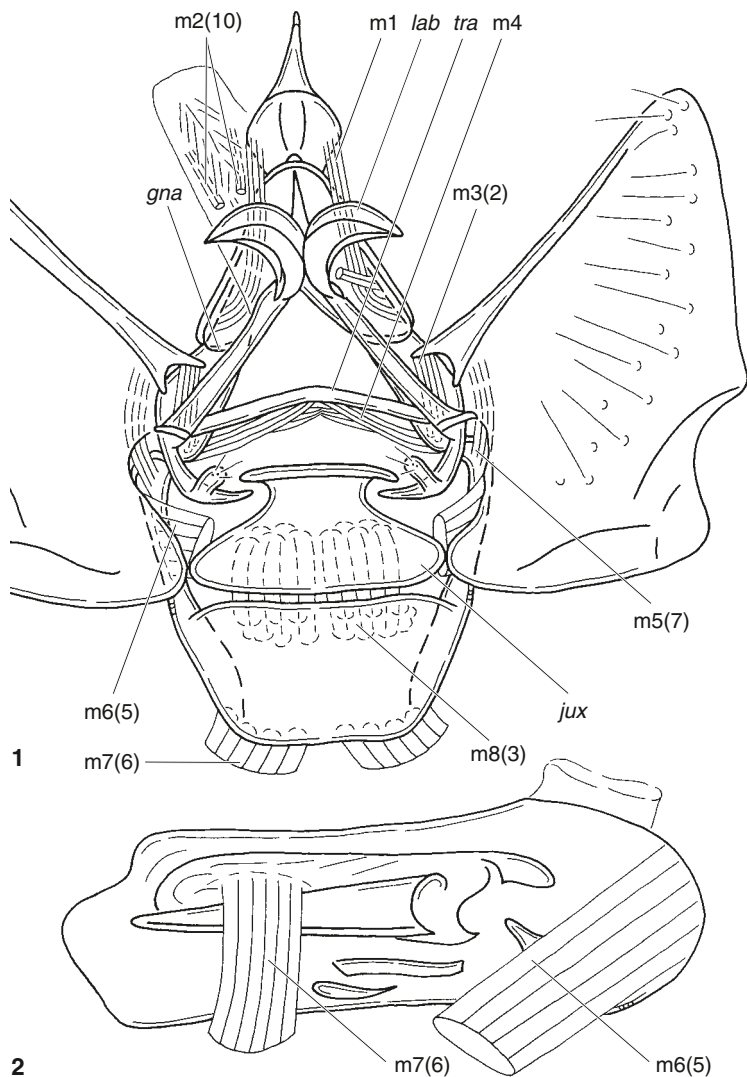 m2(10) m1 lab tra m4
gna
m3(2)
m5(7)
m6(5)
jux
1
m7(6)
m8(3)
2
m7(6)
m6(5)